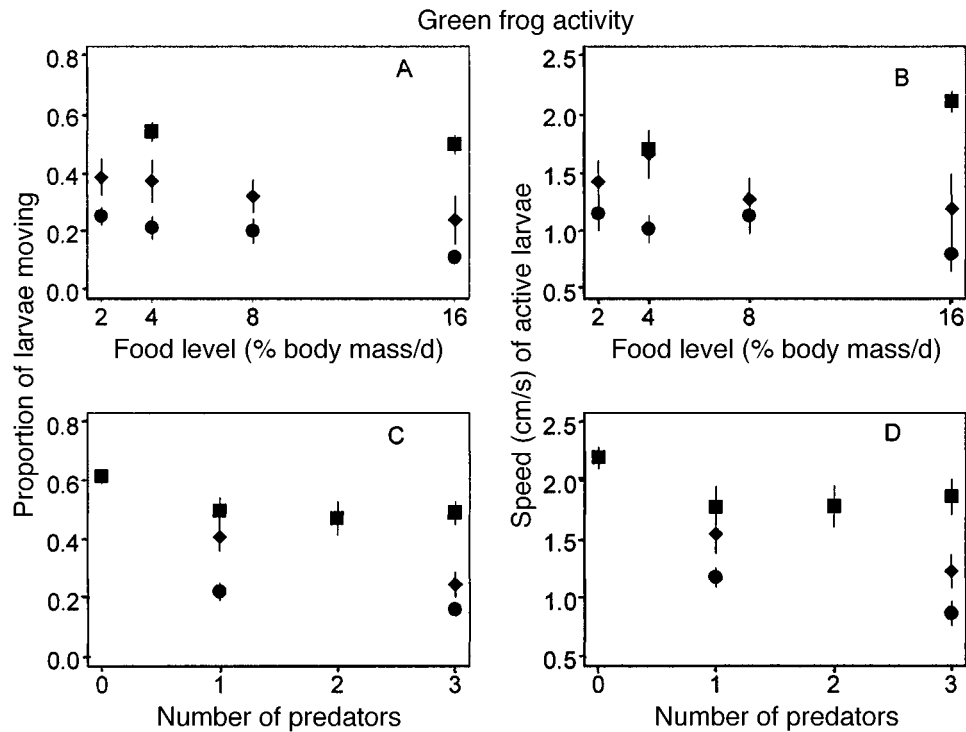 Green frog activity
Proportion of larvae moving
0.8
0.6
0.4
0.2
0.0
A
2 4 8 16
Food level (% body mass/d)
Speed (cm/s) of active larvae
2.5
2.0
1.5
1.0
0.5
B
2 4 8 16
Food level (% body mass/d)
0.8
0.6
0.4
0.2
0.0
C
0 1 2 3
Number of predators
2.5
2.0
1.5
1.0
0.5
D
0 1 2 3
Number of predators